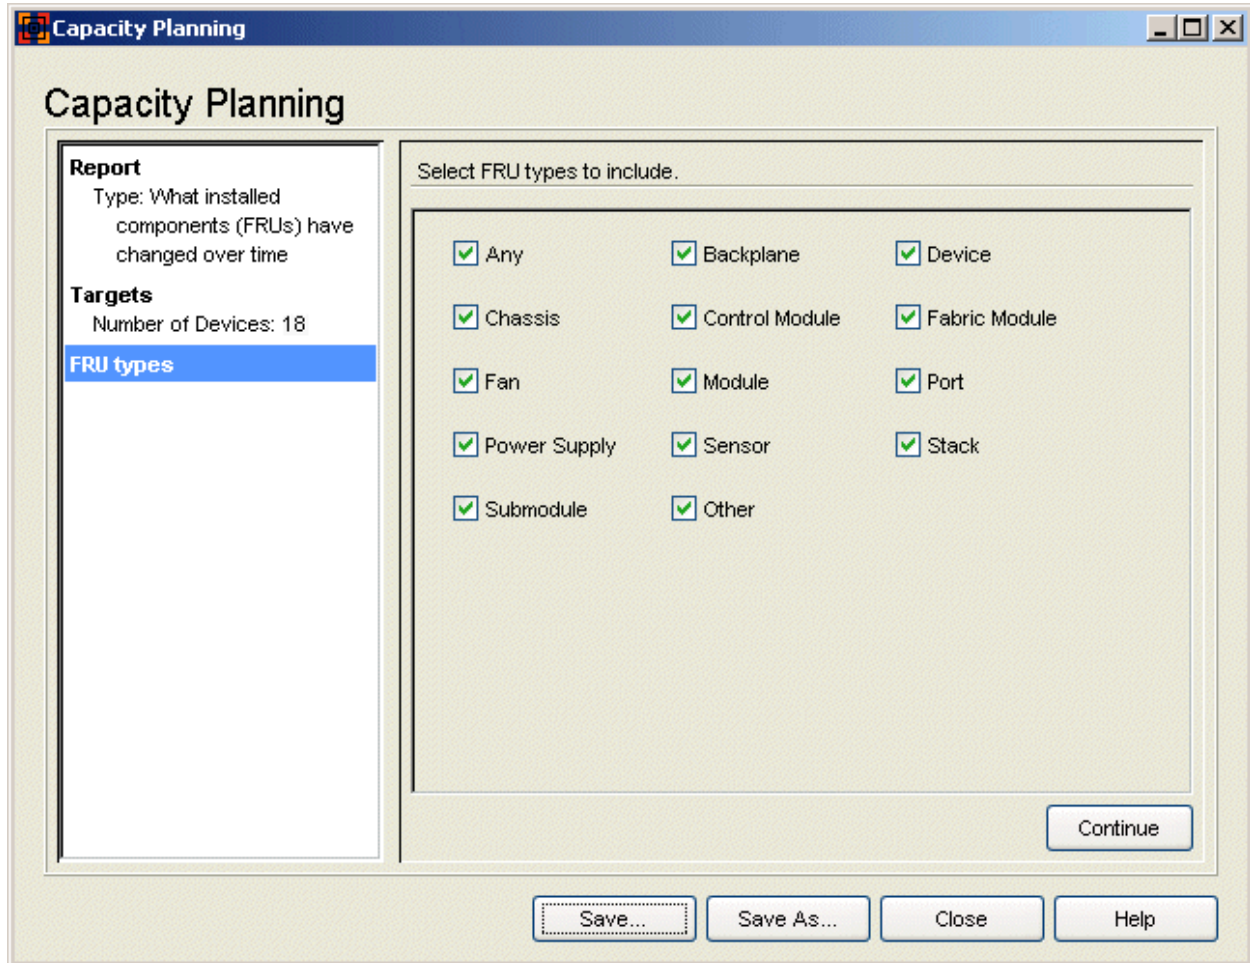 Capacity Planning
Capacity Planning
Report
Type: What installed
components (FRUs) have
changed over time
Targets
Number of Devices: 18
FRU types
Select FRU types to include.
Any Backplane Device
Chassis Control Module Fabric Module
Fan Module Port
Power Supply Sensor Stack
Submodule Other
Continue
Save... Save As... Close Help